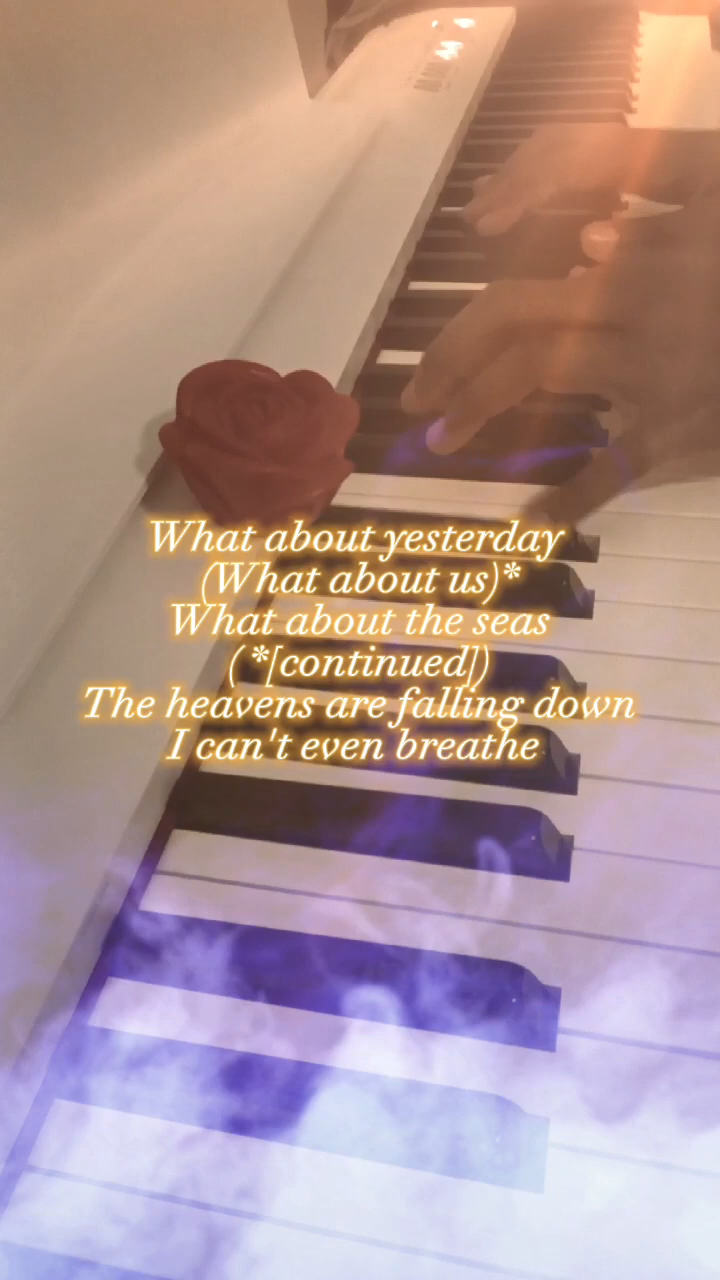 What about yesterday
(What about us)*
What about the seas
( *[continued])
The heavens are falling down
I can't even breathe